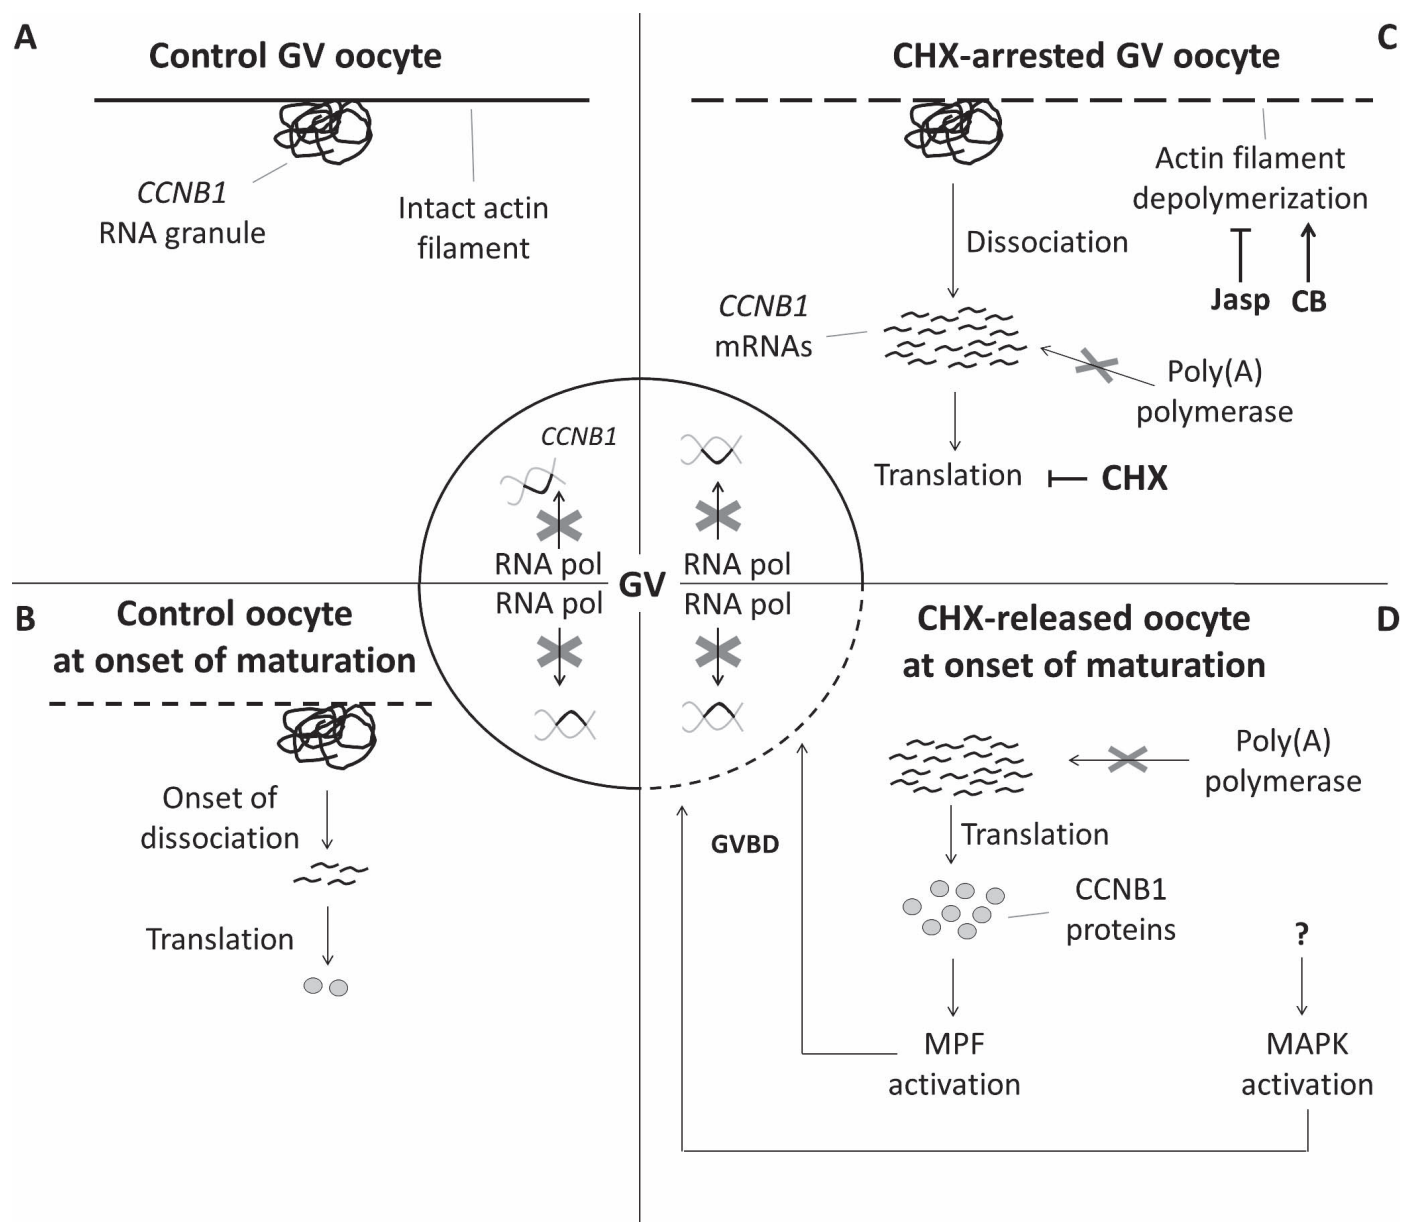 A
Control GV oocyte
CCNB1
RNA granule
Intact actin
filament
C
CHX-arrested GV oocyte
Actin filament
depolymerization
Dissociation
Jasp
CB
CCNB1
mRNAs
Poly(A)
polymerase
Translation
CHX
CCNB1
RNA pol
RNA pol
GV
RNA pol
RNA pol
B
Control oocyte
at onset of maturation
Onset of
dissociation
Translation
D
CHX-released oocyte
at onset of maturation
Poly(A)
polymerase
Translation
GVBD
CCNB1
proteins
?
MPF
activation
MAPK
activation